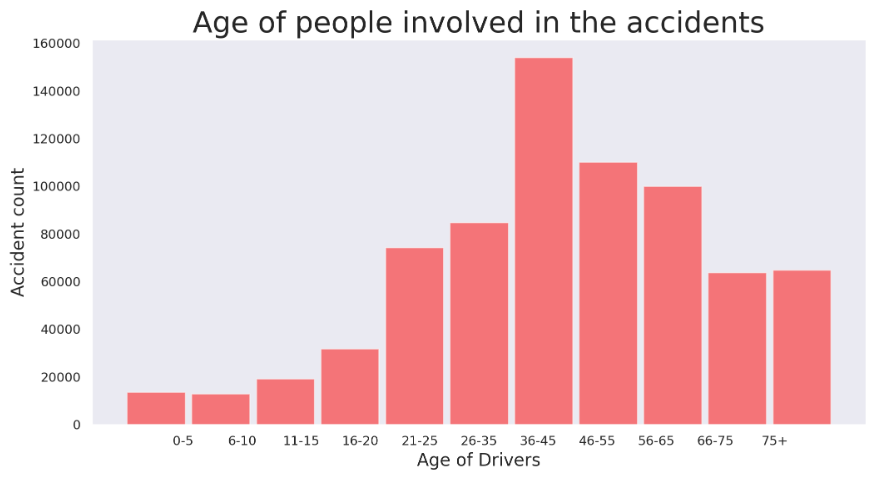 Age of people involved in the accidents
160000
140000
120000
100000
80000
60000
40000
20000
0
Accident count
0-5 6-10 11-15 16-20 21-25 26-35 36-45 46-55 56-65 66-75 75+
Age of Drivers